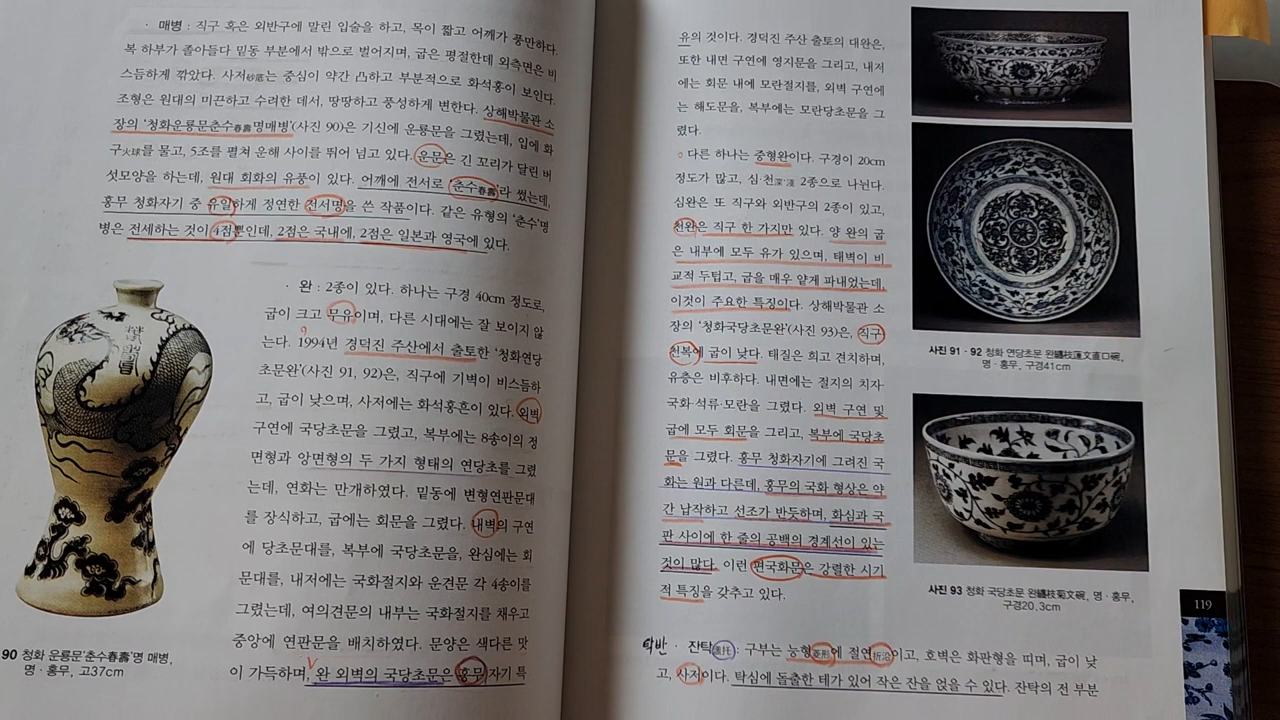 · 매병 : 직구 혹은 외반구에 말린 입술을 하고, 목이 짧고 어깨가 풍만하다.
복 하부가 졸아들다 밑동 부분에서 밖으로 벌어지며, 굽은 평절한데 외측면은 비
스듬하게 깎았다. 사저砂底는 중심이 약간 凸하고 부분적으로 화석홍이 보인다.
조형은 원대의 미끈하고 수려한 데서, 땅땅하고 풍성하게 변한다. 상해박물관 소
장의 '청화운룡문춘수春壽명매병'(사진 90)은 기신에 운룡문을 그렸는데, 입에 화
구火球를 물고, 5조를 펼쳐 운해 사이를 뛰어 넘고 있다. 운문은 긴 꼬리가 달린 버
섯모양을 하는데, 원대 회화의 유풍이 있다. 어깨에 전서로 '춘수春壽'라 썼는데,
홍무 청화자기 중 유일하게 정연한 전서명을 쓴 작품이다. 같은 유형의 '춘수'명
병은 전세하는 것이 4점뿐인데, 2점은 국내에, 2점은 일본과 영국에 있다.
· 완 : 2종이 있다. 하나는 구경 40cm 정도로,
굽이 크고 무유이며, 다른 시대에는 잘 보이지 않
는다. 1994년 경덕진 주산에서 출토한 '청화연당
초문완'(사진 91, 92)은, 직구에 기벽이 비스듬하
고, 굽이 낮으며, 사저에는 화석홍흔이 있다. 외벽
구연에 국당초문을 그렸고, 복부에는 8송이의 정
면형과 앙면형의 두 가지 형태의 연당초를 그렸
는데, 연화는 만개하였다. 밑동에 변형연판문대
를 장식하고, 굽에는 회문을 그렸다. 내벽의 구연
에 당초문대를, 복부에 국당초문을, 완심에는 회
문대를, 내저에는 국화절지와 운견문 각 4송이를
그렸는데, 여의견문의 내부는 국화절지를 채우고
중앙에 연판문을 배치하였다. 문양은 색다른 맛
이 가득하며, 완 외벽의 국당초문은 홍무자기 특
90 청화 운룡문'춘수春壽'명 매병,
明 · 홍무, 고37cm
유의 것이다. 경덕진 주산 출토의 대완은,
또한 내면 구연에 영지문을 그리고, 내저
에는 회문 내에 모란절지를, 외벽 구연에
는 해도문을, 복부에는 모란당초문을 그
렸다.
다른 하나는 중형완이다. 구경이 20cm
정도가 많고, 심·천深·淺 2종으로 나뉜다.
심완은 또 직구와 외반구의 2종이 있고,
천완은 직구 한 가지만 있다. 양 완의 굽
은 내부에 모두 유가 있으며, 태벽이 비
교적 두텁고, 굽을 매우 얕게 파내었는데,
이것이 주요한 특징이다. 상해박물관 소
장의 '청화국당초문완'(사진 93)은, 직구
천복에 굽이 낮다. 태질은 희고 견치하며,
유층은 비후하다. 내면에는 절지의 치자·
국화·석류·모란을 그렸다. 외벽 구연 및
굽에 모두 회문을 그리고, 복부에 국당초
문을 그렸다. 홍무 청화자기에 그려진 국
화는 원과 다른데, 홍무의 국화 형상은 약
간 납작하고 선조가 반듯하며, 화심과 국
판 사이에 한 줄의 공백의 경계선이 있는
것이 많다. 이런 편국화문은 강렬한 시기
적 특징을 갖추고 있다.
탁반 · 잔탁盞托 : 구부는 능형菱形에 절연折沿이고, 호벽은 화판형을 띠며, 굽이 낮
고, 사저이다. 탁심에 돌출한 테가 있어 작은 잔을 얹을 수 있다. 잔탁의 전 부분
사진 91 · 92 청화 연당초문 완纏枝蓮文直口碗,
明 · 홍무, 구경41cm
사진 93 청화 국당초문 완纏枝菊文碗, 明 · 홍무,
구경20.3cm
119